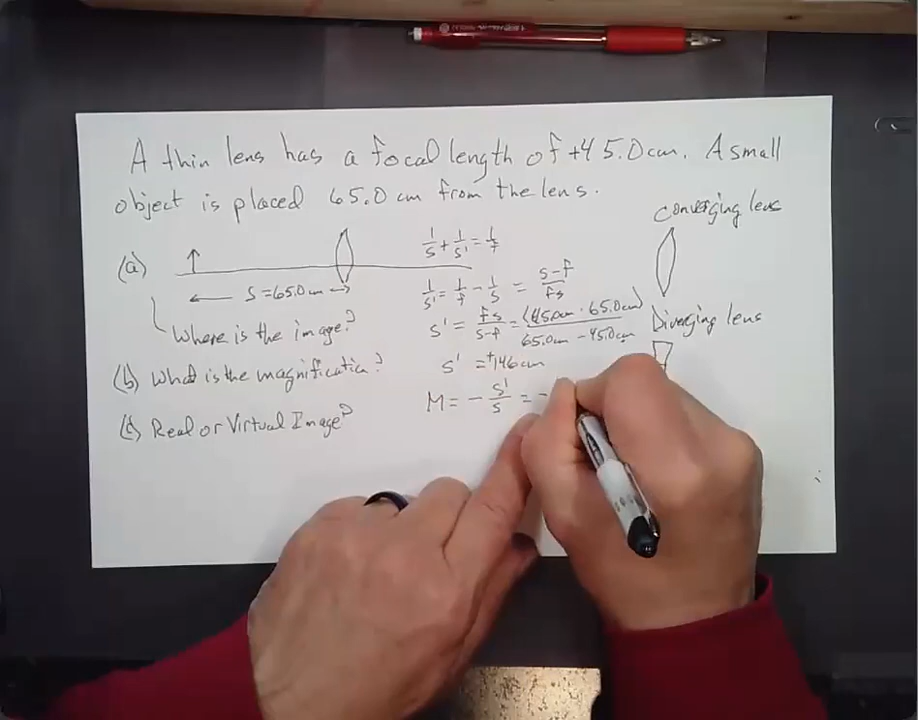 A thin lens has a focal length of +45.0cm. A small
object is placed 65.0 cm from the lens.
Converging lens
(a)
S = 65.0cm
Where is the image?
1/s + 1/s' = 1/f
1/s' = 1/f - 1/s = s-f/fs
s' = fs/s-f = (45.0cm · 65.0cm)/65.0cm - 45.0cm
Diverging lens
s' = +146cm
(b) What is the magnification?
M = - s'/s = -
(c) Real or Virtual Image?